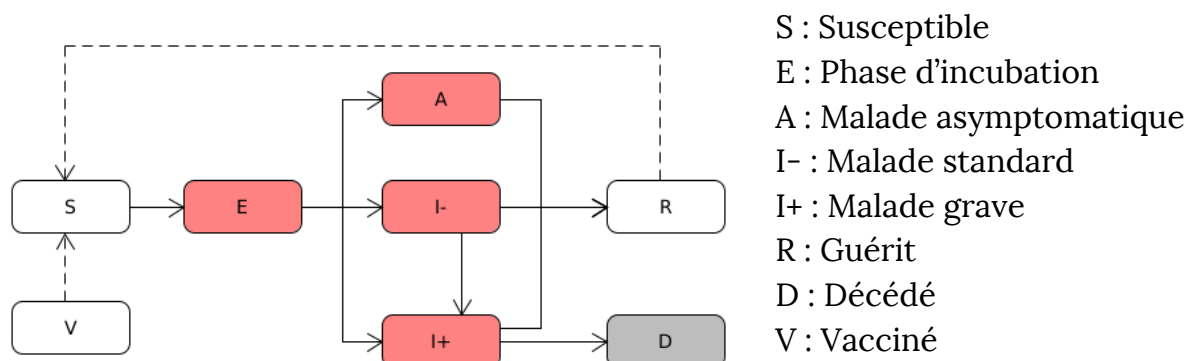 A
S
E
I-
R
V
I+
D
S : Susceptible
E : Phase d’incubation
A : Malade asymptomatique
I- : Malade standard
I+ : Malade grave
R : Guérit
D : Décédé
V : Vacciné